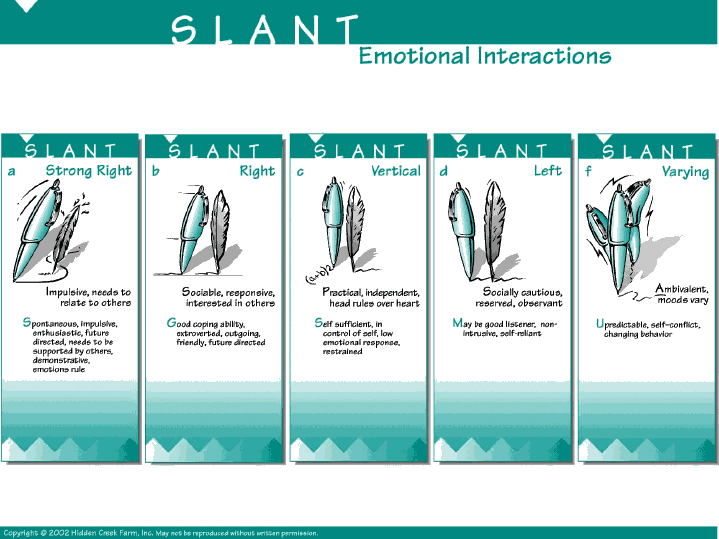 SLANT
Emotional Interactions
SLANT
a Strong Right
Impulsive, needs to
relate to others
Spontaneous, impulsive,
enthusiastic, future
directed, needs to be
supported by others,
demonstrative,
emotions rule
SLANT
b Right
Sociable, responsive,
interested in others
Good coping ability,
extroverted, outgoing,
friendly, future directed
SLANT
c Vertical
(a+b)2
Practical, independent,
head rules over heart
Self sufficient, in
control of self, low
emotional response,
restrained
SLANT
d Left
Socially cautious,
reserved, observant
May be good listener, non-
intrusive, self-reliant
SLANT
f Varying
Ambivalent,
moods vary
Upredictable, self-conflict,
changing behavior
Copyright © 2002 Hidden Creek Farm, Inc. May not be reproduced without written permission.